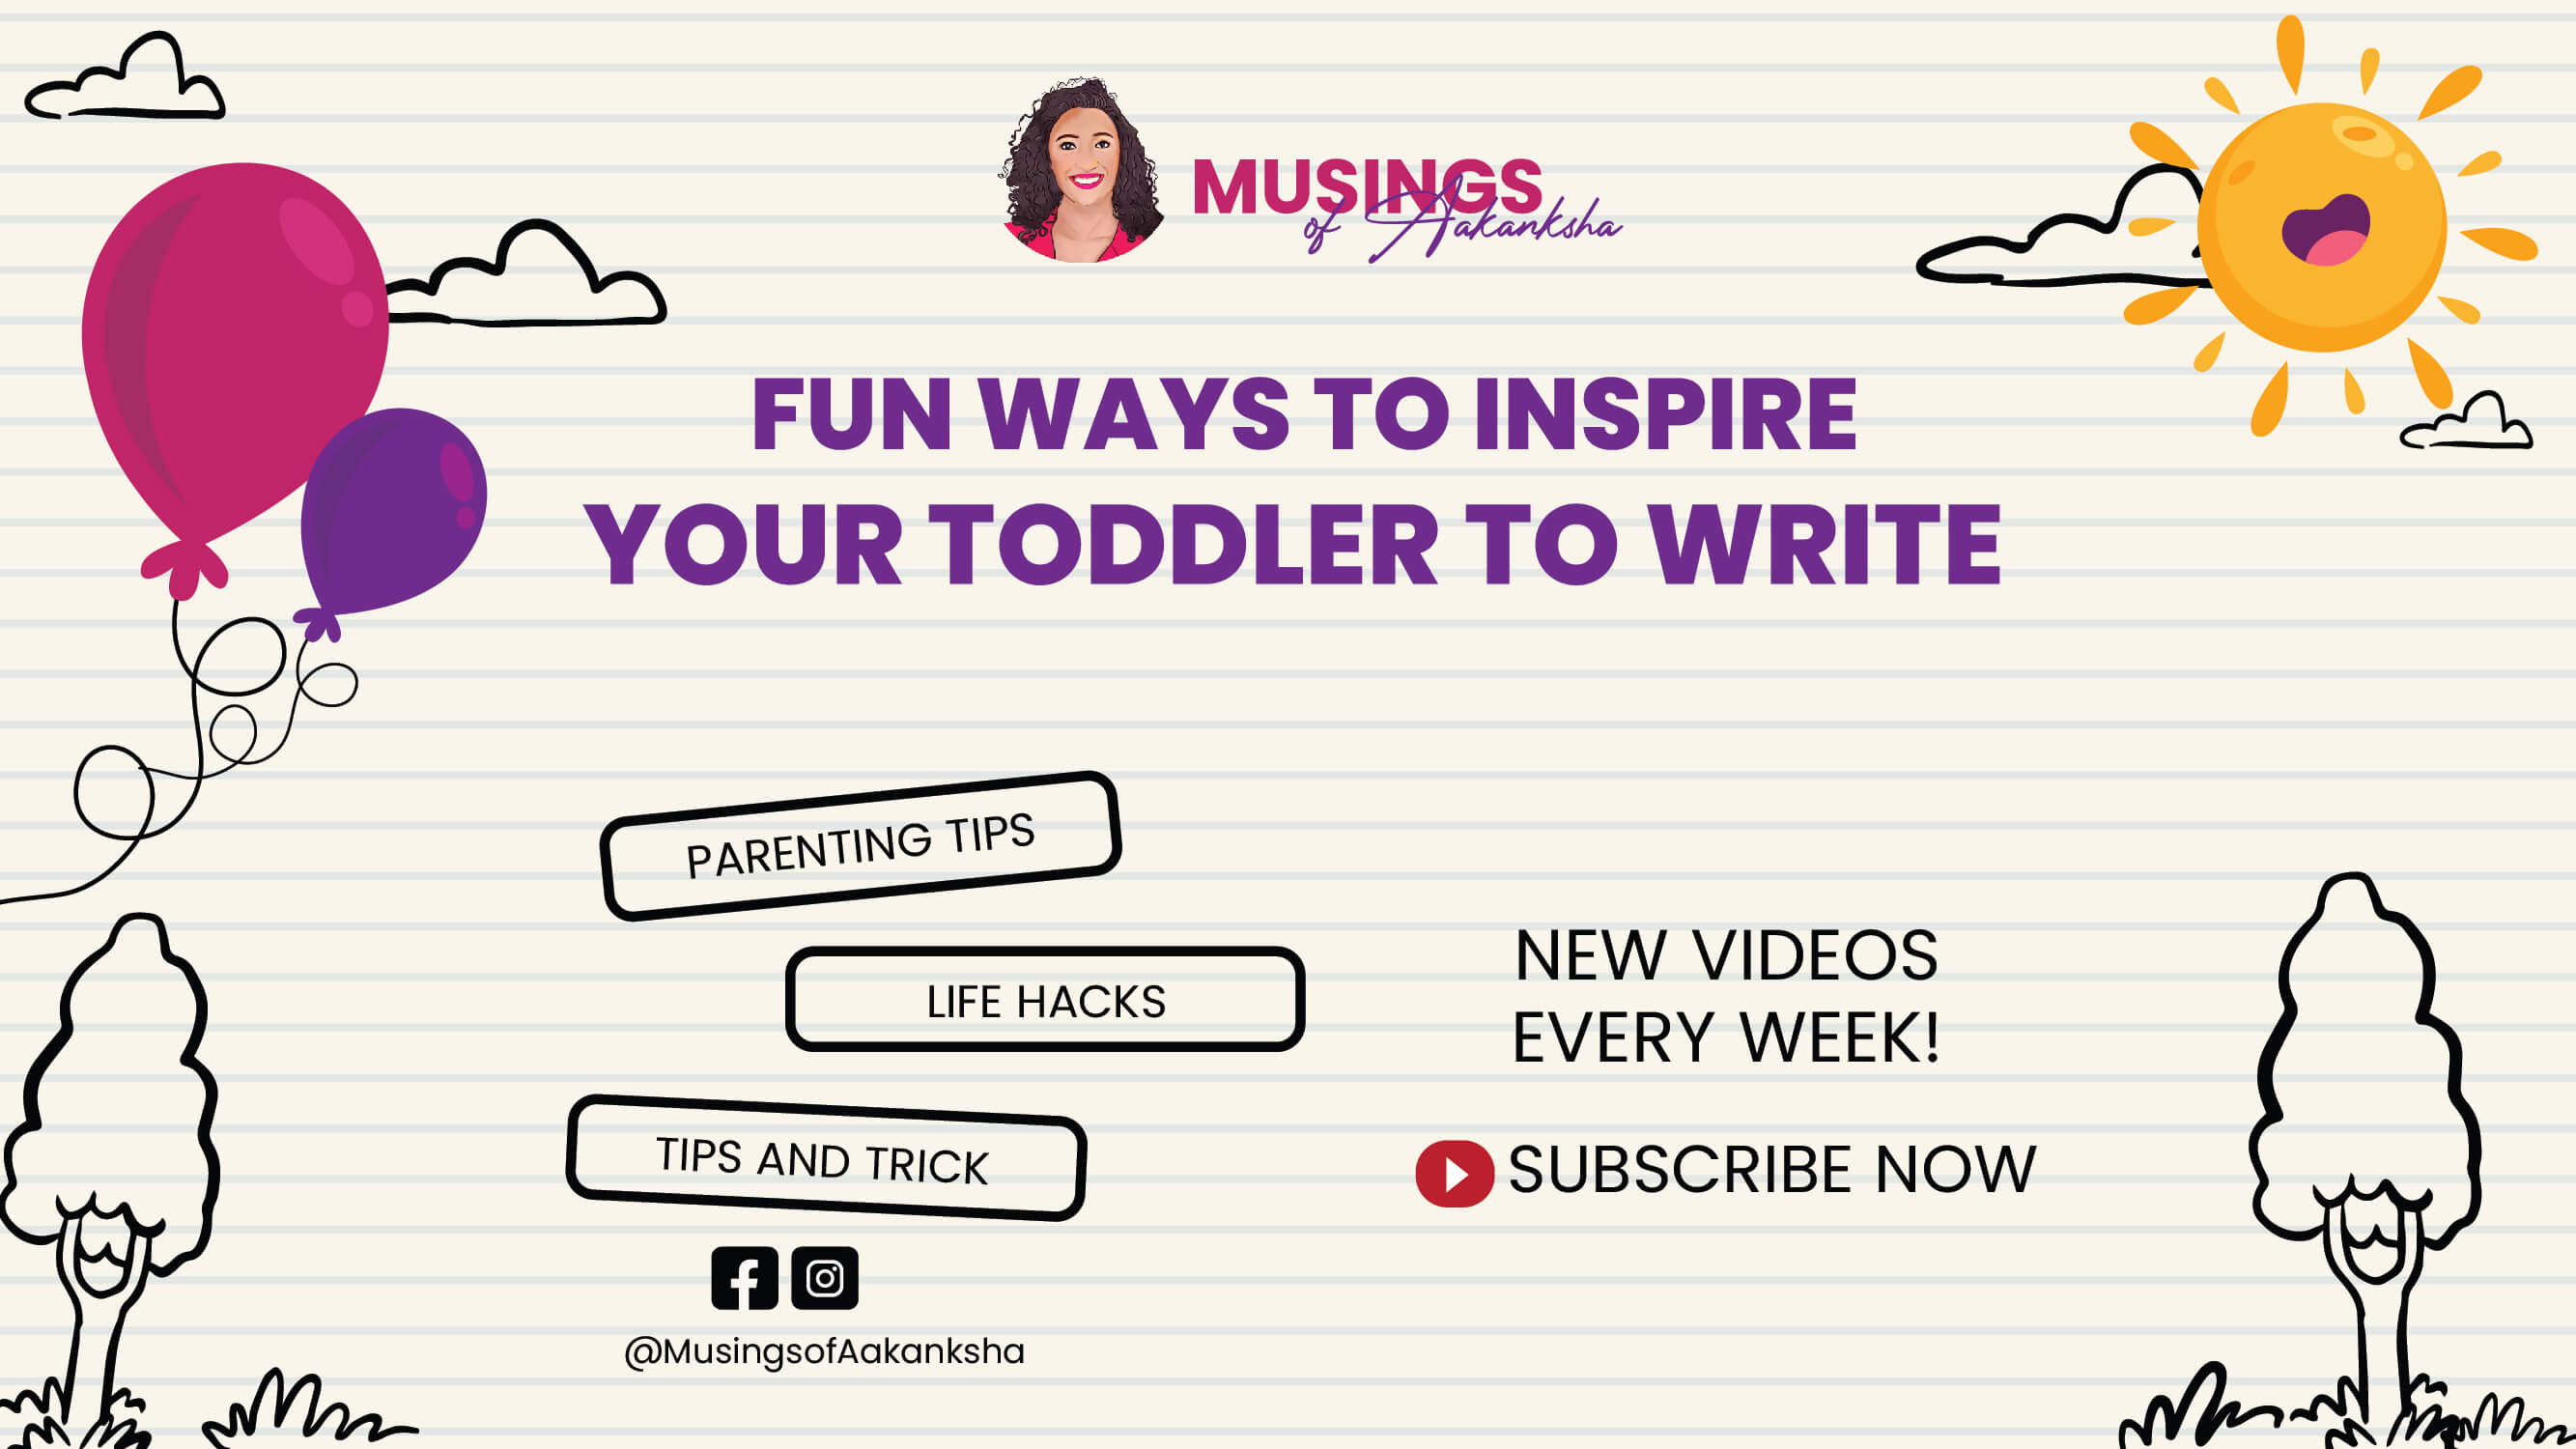 MUSINGS
of Aakanksha
FUN WAYS TO INSPIRE
YOUR TODDLER TO WRITE
PARENTING TIPS
LIFE HACKS
TIPS AND TRICK
@MusingsofAakanksha
NEW VIDEOS
EVERY WEEK!
SUBSCRIBE NOW